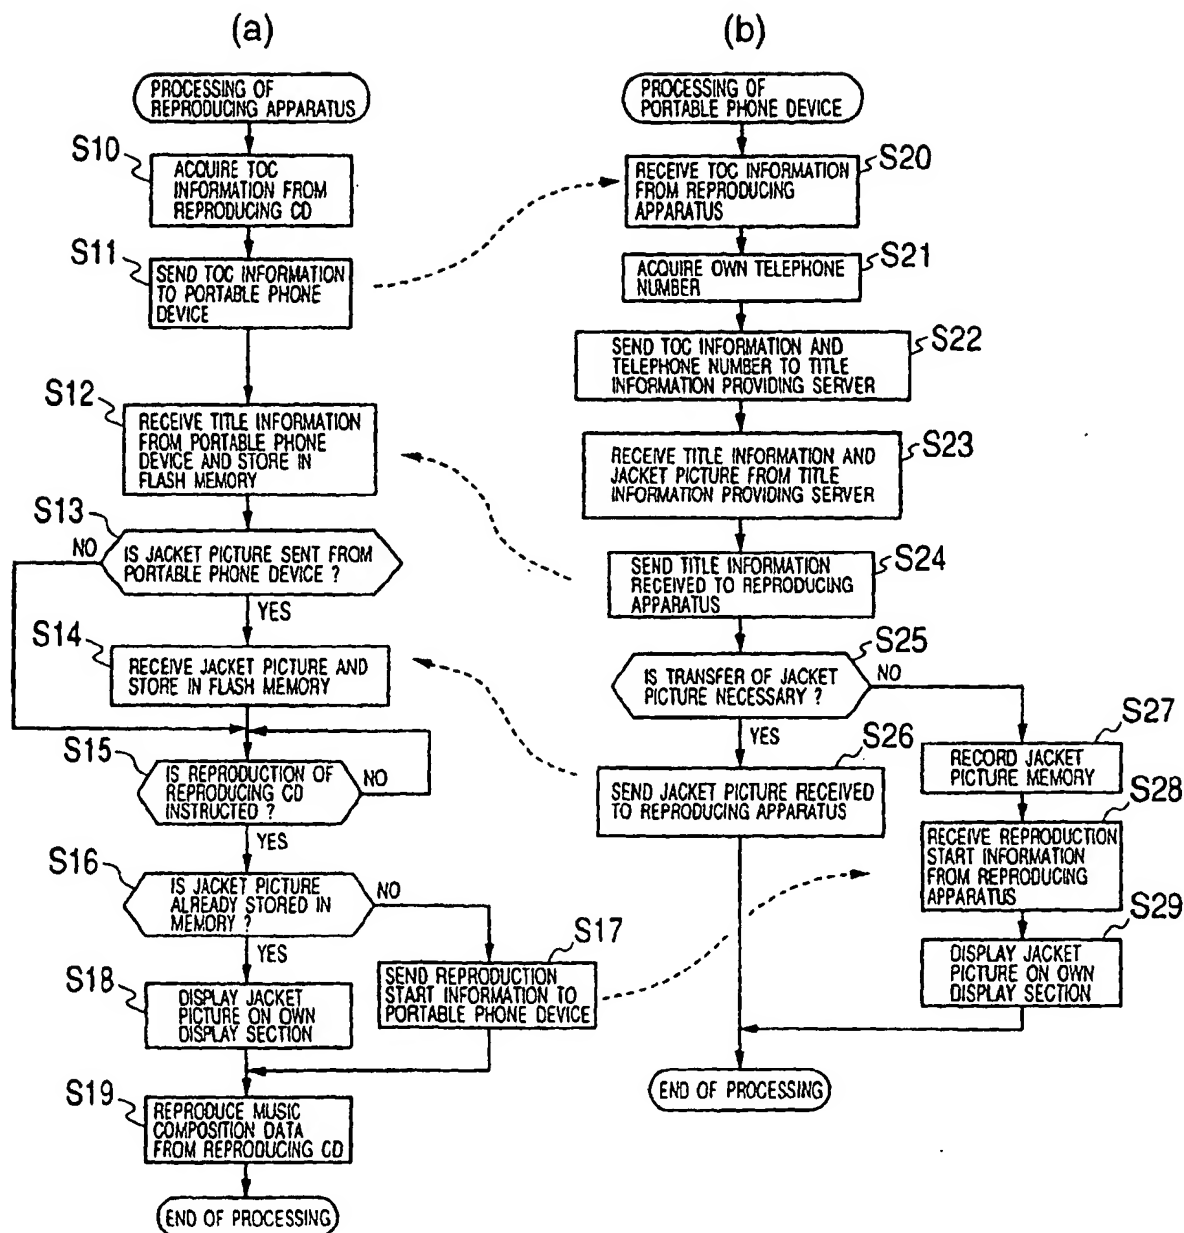 (a)
PROCESSING OF
REPRODUCING APPARATUS
S10
ACQUIRE TOC
INFORMATION FROM
REPRODUCING CD
S11
SEND TOC INFORMATION
TO PORTABLE PHONE
DEVICE
S12
RECEIVE TITLE INFORMATION
FROM PORTABLE PHONE
DEVICE AND STORE IN
FLASH MEMORY
S13
NO
IS JACKET PICTURE SENT FROM
PORTABLE PHONE DEVICE ?
YES
S14
RECEIVE JACKET PICTURE AND
STORE IN FLASH MEMORY
S15
IS REPRODUCTION OF
REPRODUCING CD
INSTRUCTED ?
NO
YES
S16
IS JACKET PICTURE
ALREADY STORED IN
MEMORY ?
NO
YES
S17
SEND REPRODUCTION
START INFORMATION TO
PORTABLE PHONE DEVICE
S18
DISPLAY JACKET
PICTURE ON OWN
DISPLAY SECTION
S19
REPRODUCE MUSIC
COMPOSITION DATA
FROM REPRODUCING CD
END OF PROCESSING
(b)
PROCESSING OF
PORTABLE PHONE DEVICE
S20
RECEIVE TOC INFORMATION
FROM REPRODUCING
APPARATUS
S21
ACQUIRE OWN TELEPHONE
NUMBER
S22
SEND TOC INFORMATION AND
TELEPHONE NUMBER TO TITLE
INFORMATION PROVIDING SERVER
S23
RECEIVE TITLE INFORMATION AND
JACKET PICTURE FROM TITLE
INFORMATION PROVIDING SERVER
S24
SEND TITLE INFORMATION
RECEIVED TO REPRODUCING
APPARATUS
S25
IS TRANSFER OF JACKET
PICTURE NECESSARY ?
NO
YES
S26
SEND JACKET PICTURE RECEIVED
TO REPRODUCING APPARATUS
S27
RECORD JACKET
PICTURE MEMORY
S28
RECEIVE REPRODUCTION
START INFORMATION
FROM REPRODUCING
APPARATUS
S29
DISPLAY JACKET
PICTURE ON OWN
DISPLAY SECTION
END OF PROCESSING